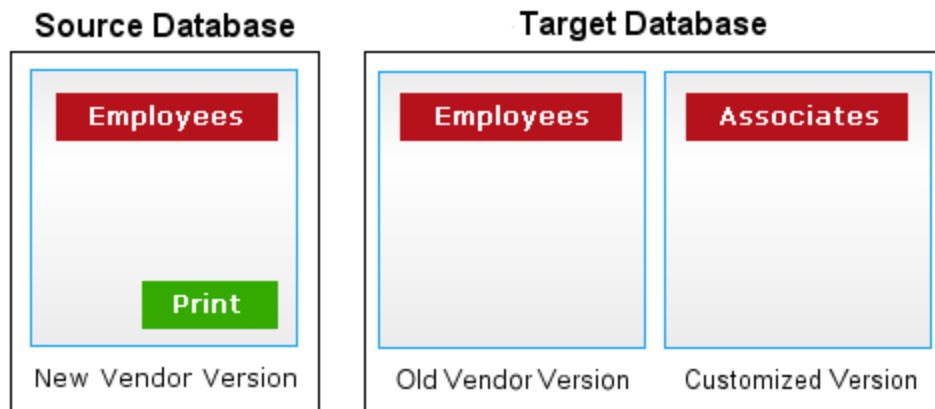 Source Database
Employees
Print
New Vendor Version
Target Database
Employees
Old Vendor Version
Associates
Customized Version